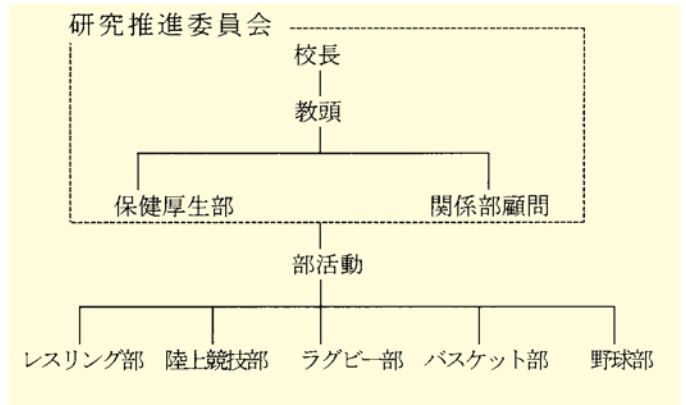 研究推進委員会
校長
教頭
保健厚生部 関係部顧問
部活動
レスリング部 陸上競技部 ラグビー部 バスケット部 野球部